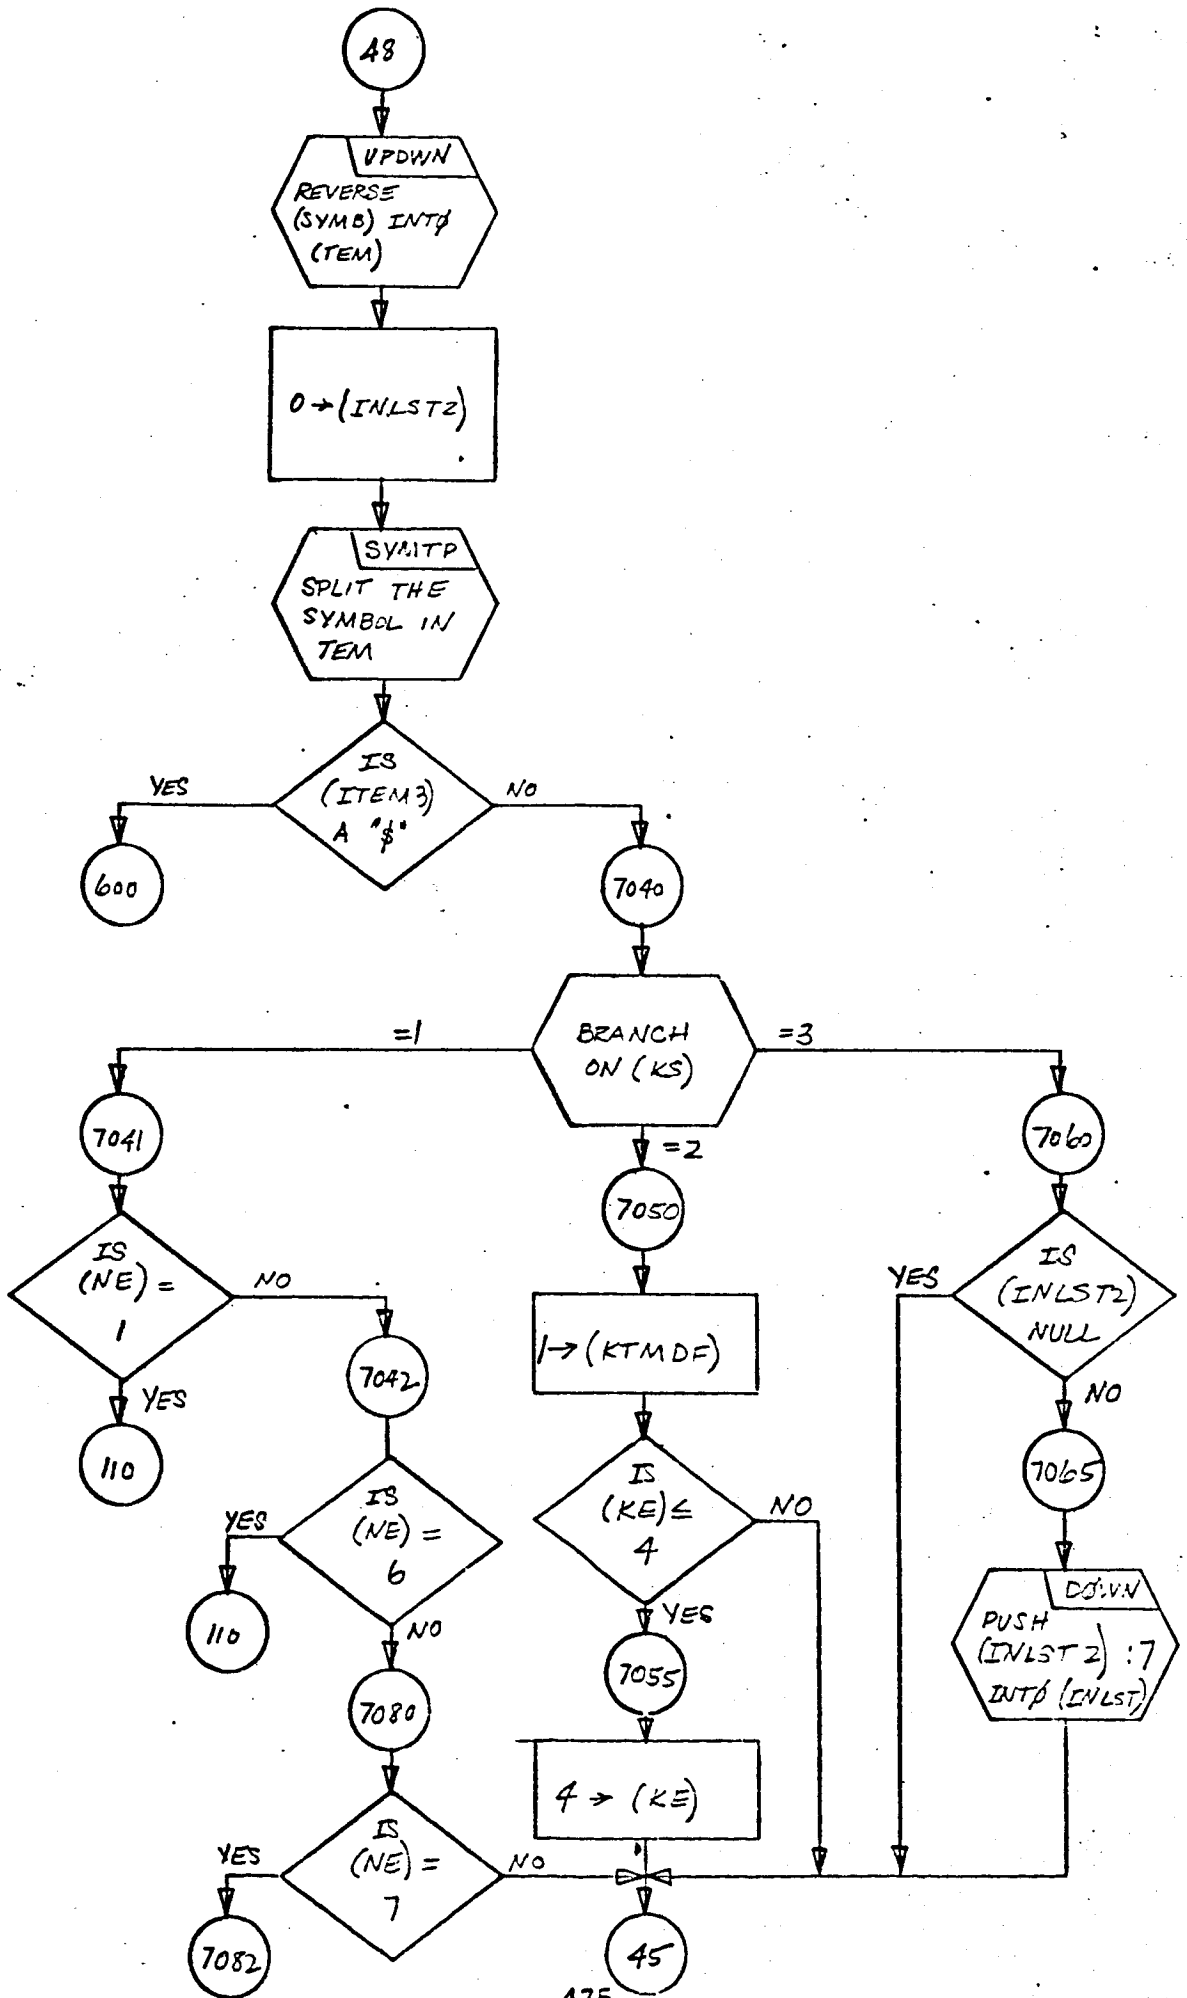 48
UPDWN
REVERSE
(SYMB) INTØ
(TEM)
0 → (INLST2)
SYMTP
SPLIT THE
SYMBOL IN
TEM
IS
(ITEM3)
A "$"
YES
NO
600
7040
BRANCH
ON (KS)
=1
=3
=2
7041
7050
7060
IS
(NE) =
1
NO
YES
110
7042
IS
(NE) =
6
YES
110
NO
7080
IS
(NE) =
7
YES
NO
7082
1 → (KTMDF)
IS
(KE) ≤
4
NO
YES
7055
4 → (KE)
IS
(INLST2)
NULL
YES
NO
7065
DØWN
PUSH
(INLST2) :7
INTØ (INLST)
45